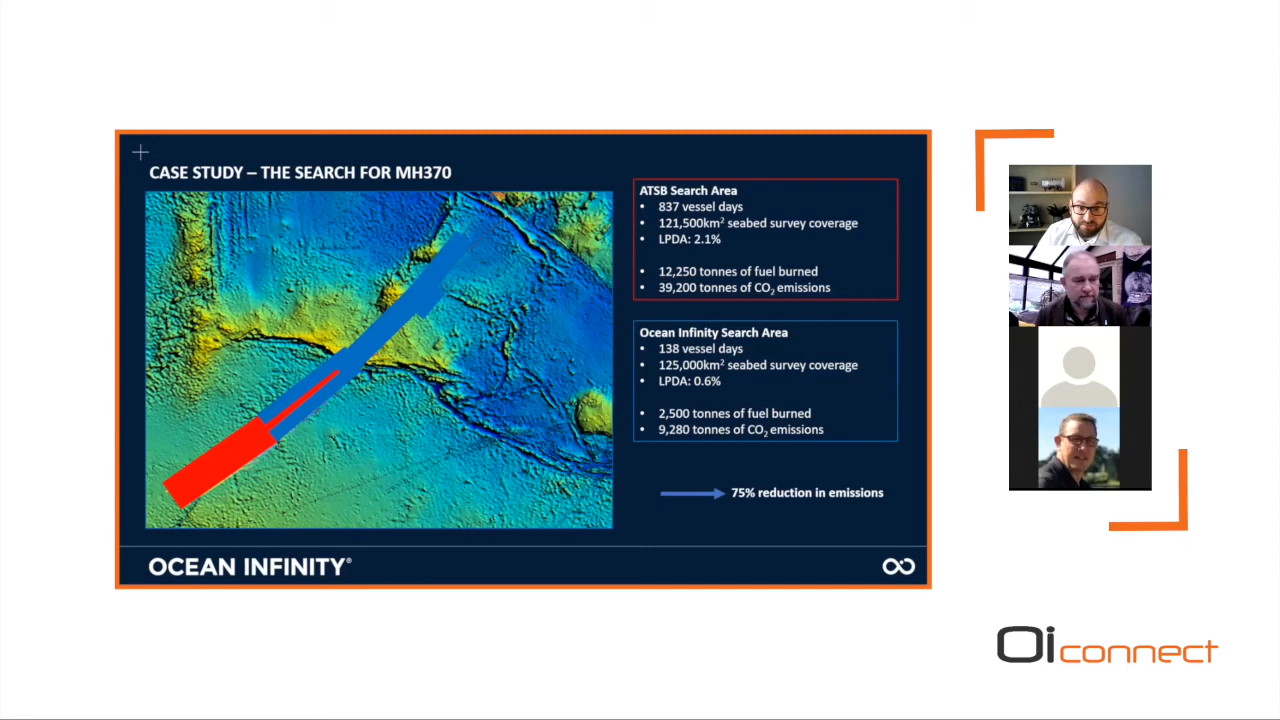 CASE STUDY – THE SEARCH FOR MH370
ATSB Search Area
• 837 vessel days
• 121,500km² seabed survey coverage
• LPDA: 2.1%
• 12,250 tonnes of fuel burned
• 39,200 tonnes of CO₂ emissions
Ocean Infinity Search Area
• 138 vessel days
• 125,000km² seabed survey coverage
• LPDA: 0.6%
• 2,500 tonnes of fuel burned
• 9,280 tonnes of CO₂ emissions
75% reduction in emissions
OCEAN INFINITY®
Oi connect